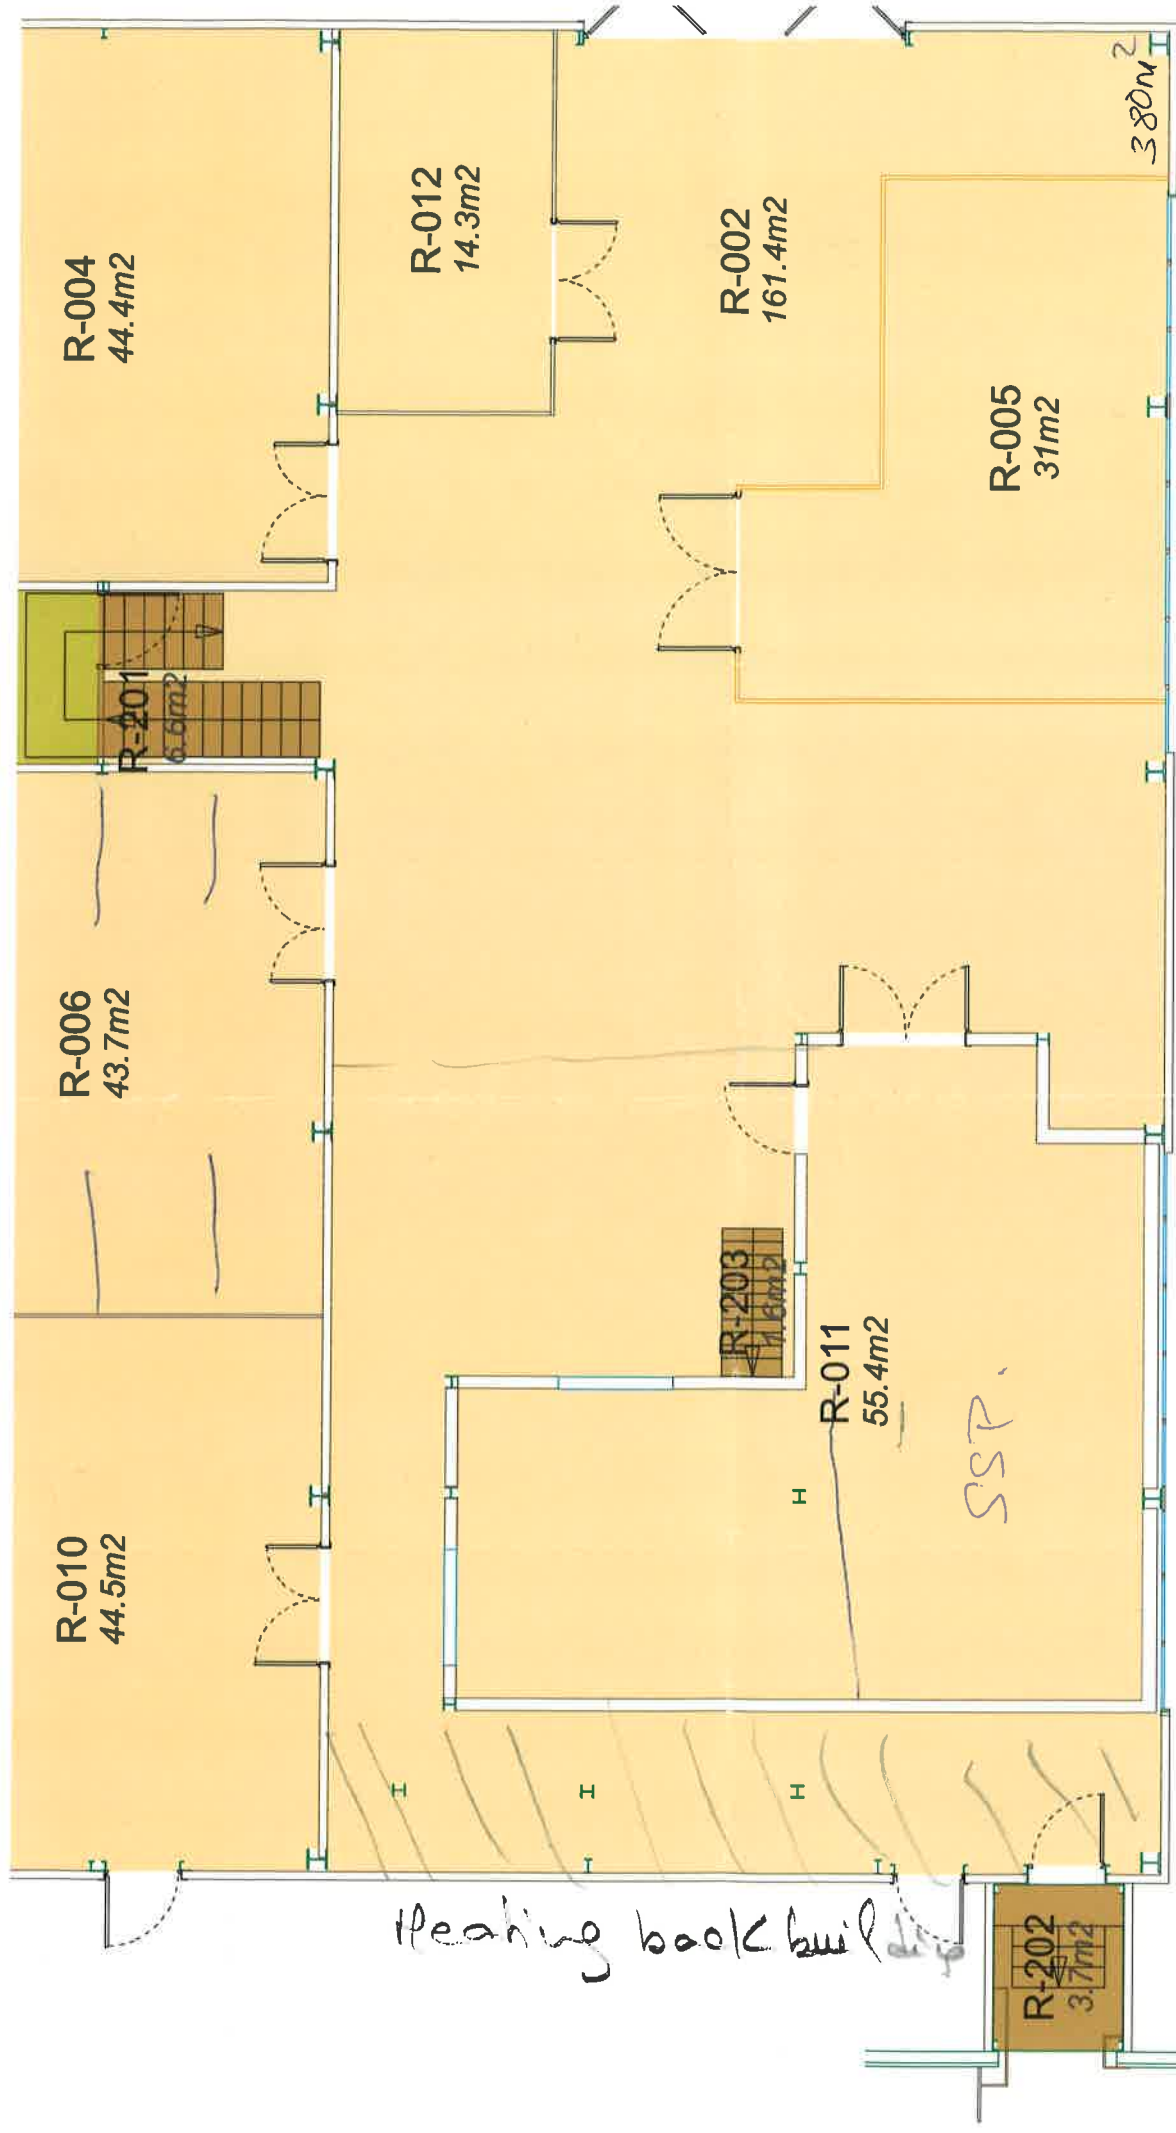 R-004
44.4m2
R-012
14.3m2
R-002
161.4m2
380m2
R-005
31m2
R-201
6.6m2
R-006
43.7m2
R-203
1.6m2
R-011
55.4m2
SSP.
R-010
44.5m2
Heating back building
R-202
3.7m2